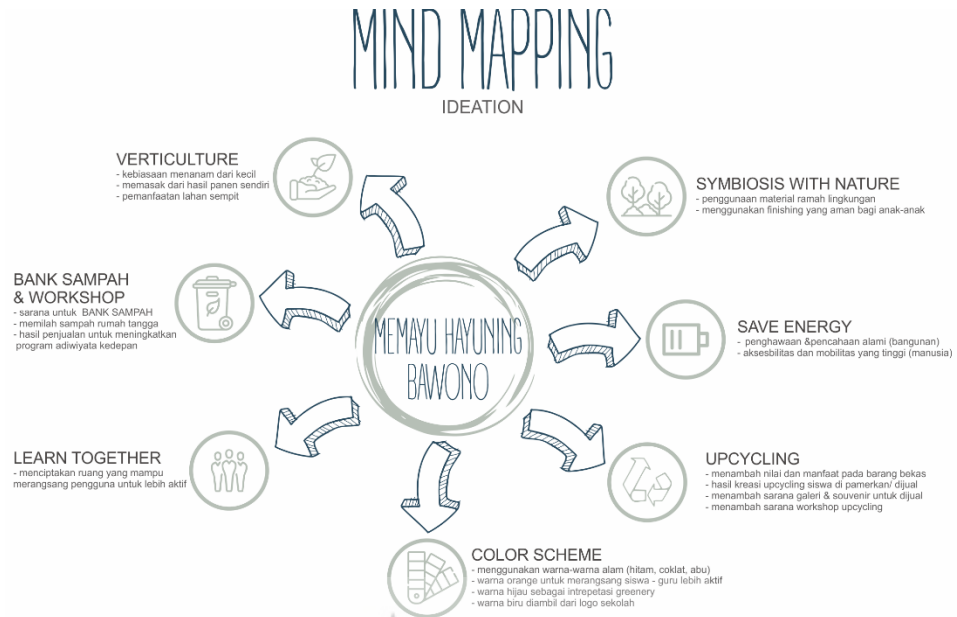 MIND MAPPING
IDEATION
VERTICULTURE
- kebiasaan menanam dari kecil
- memasak dari hasil panen sendiri
- pemanfaatan lahan sempit
SYMBIOSIS WITH NATURE
- penggunaan material ramah lingkungan
- menggunakan finishing yang aman bagi anak-anak
BANK SAMPAH
& WORKSHOP
- sarana untuk BANK SAMPAH
- memilah sampah rumah tangga
- hasil penjualan untuk meningkatkan
program adiwiyata kedepan
MEMAYU HAYUNING
BAWONO
SAVE ENERGY
- penghawaan &pencahaan alami (bangunan)
- aksesbilitas dan mobilitas yang tinggi (manusia)
LEARN TOGETHER
- menciptakan ruang yang mampu
merangsang pengguna untuk lebih aktif
UPCYCLING
- menambah nilai dan manfaat pada barang bekas
- hasil kreasi upcycling siswa di pamerkan/ dijual
- menambah sarana galeri & souvenir untuk dijual
- menambah sarana workshop upcycling
COLOR SCHEME
- menggunakan warna-warna alam (hitam, coklat, abu)
- warna orange untuk merangsang siswa - guru lebih aktif
- warna hijau sebagai intrepetasi greenery
- warna biru diambil dari logo sekolah